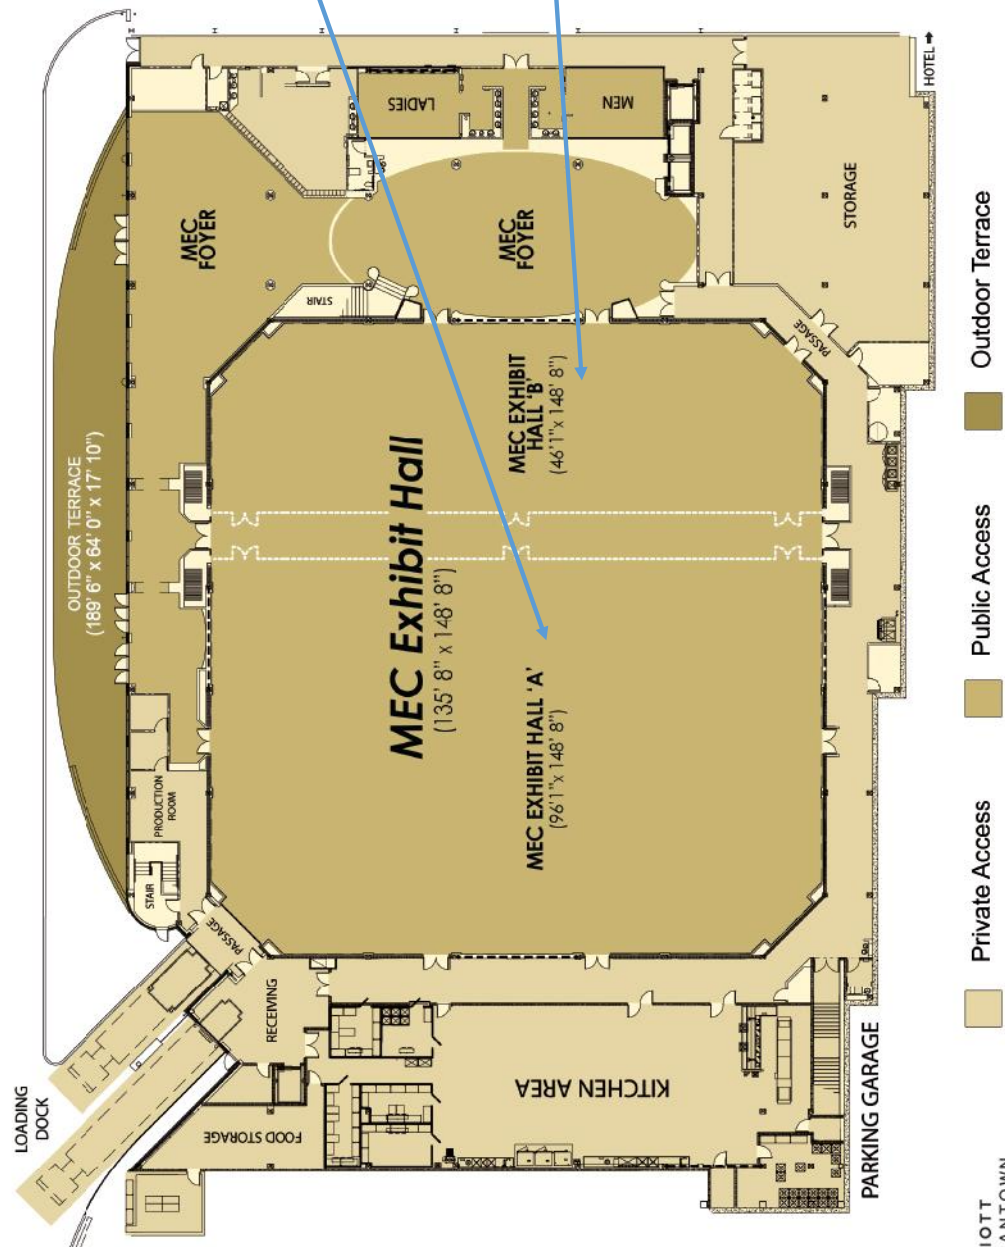 HOTEL
LADIES
MEN
MEC
FOYER
MEC
FOYER
STORAGE
STAIR
PASSAGE
OUTDOOR TERRACE
(189' 6" x 64' 0" x 17' 10")
MEC Exhibit Hall
(135' 8" x 148' 8")
MEC EXHIBIT
HALL 'B'
(46'1"x 148' 8")
MEC EXHIBIT HALL 'A'
(96'1"x 148' 8")
PRODUCTION
ROOM
STAIR
PASSAGE
RECEIVING
LOADING
DOCK
FOOD STORAGE
KITCHEN AREA
PARKING GARAGE
Private Access
Public Access
Outdoor Terrace
IOTT
ANTOWN